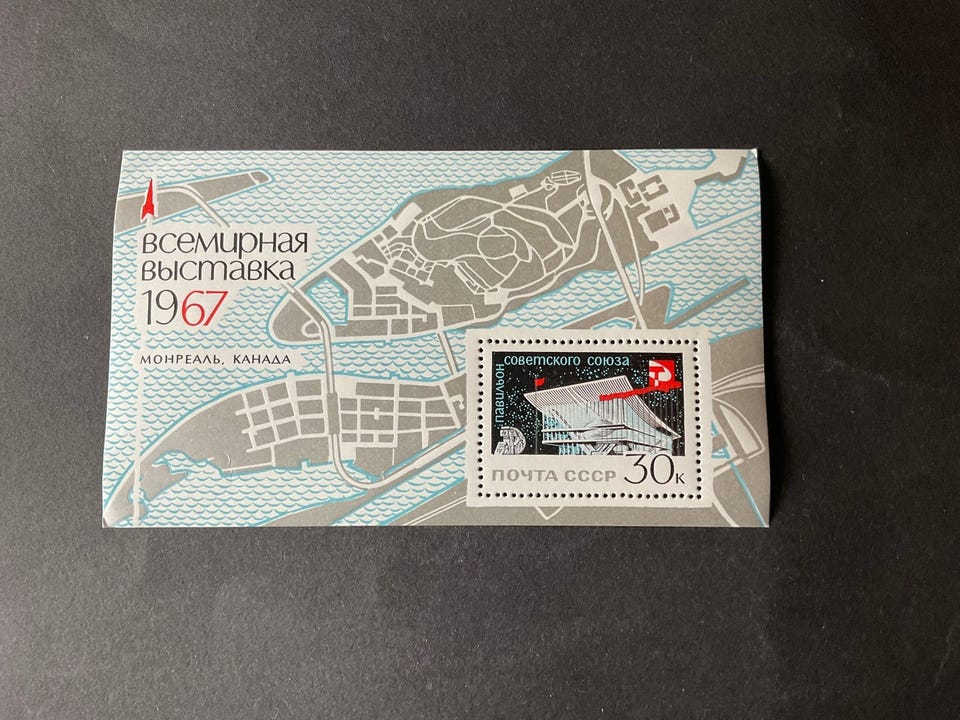 всемирная
выставка
1967
МОНРЕАЛЬ, КАНАДА
павильон советского союза
ПОЧТА СССР 30к